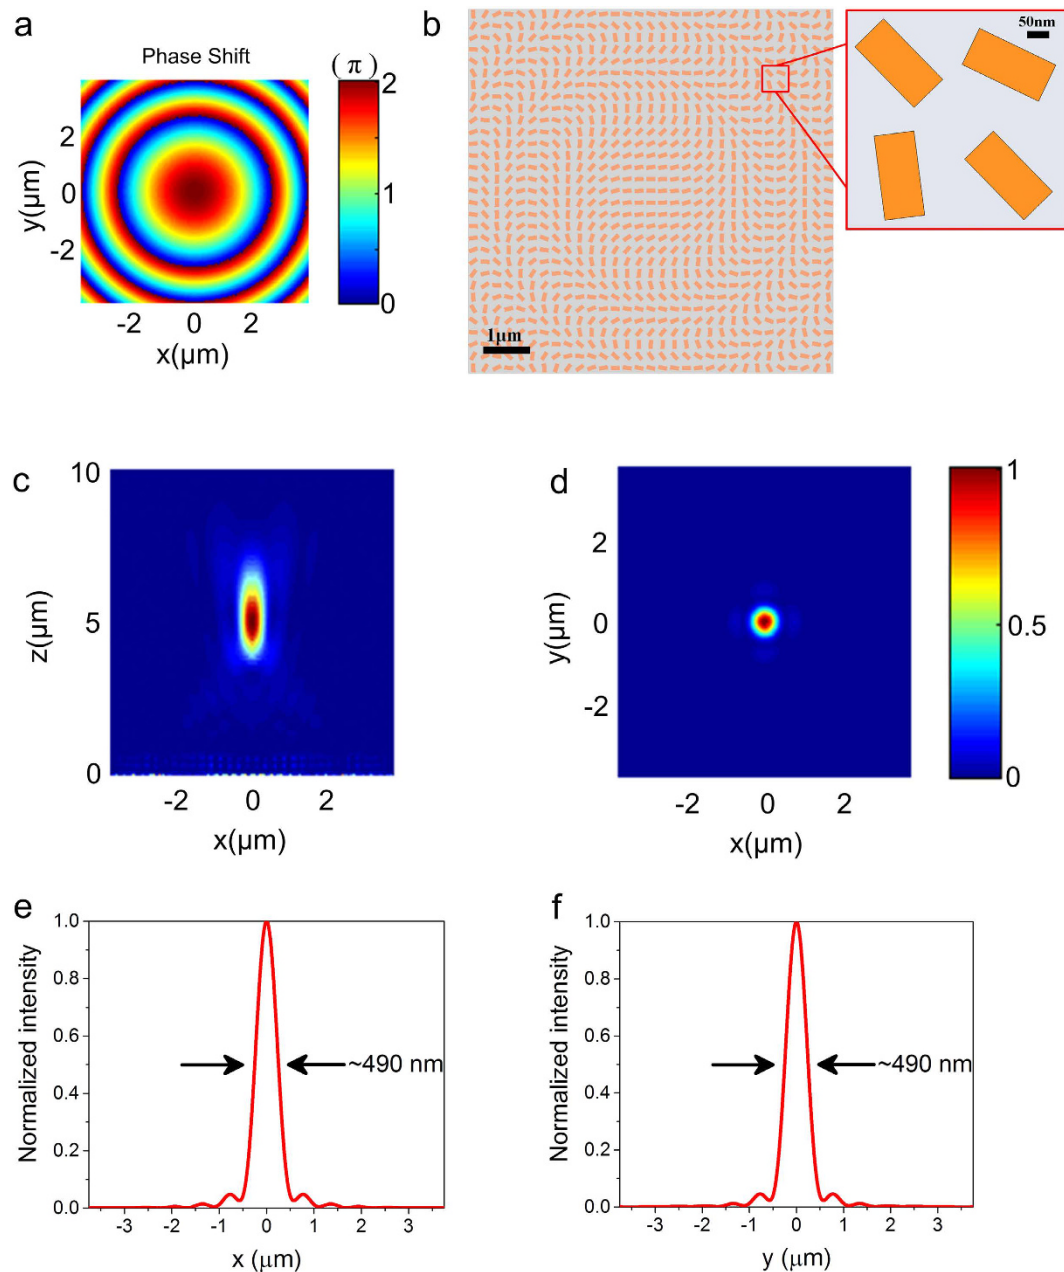 a
Phase Shift
(π)
2
1
0
2
0
-2
y(μm)
-2 0 2
x(μm)
b
1μm
50nm
c
10
5
0
z(μm)
-2 0 2
x(μm)
d
2
0
-2
y(μm)
-2 0 2
x(μm)
1
0.5
0
e
1.0
0.8
0.6
0.4
0.2
0.0
Normalized intensity
~490 nm
-3 -2 -1 0 1 2 3
x (μm)
f
1.0
0.8
0.6
0.4
0.2
0.0
Normalized intensity
~490 nm
-3 -2 -1 0 1 2 3
y (μm)